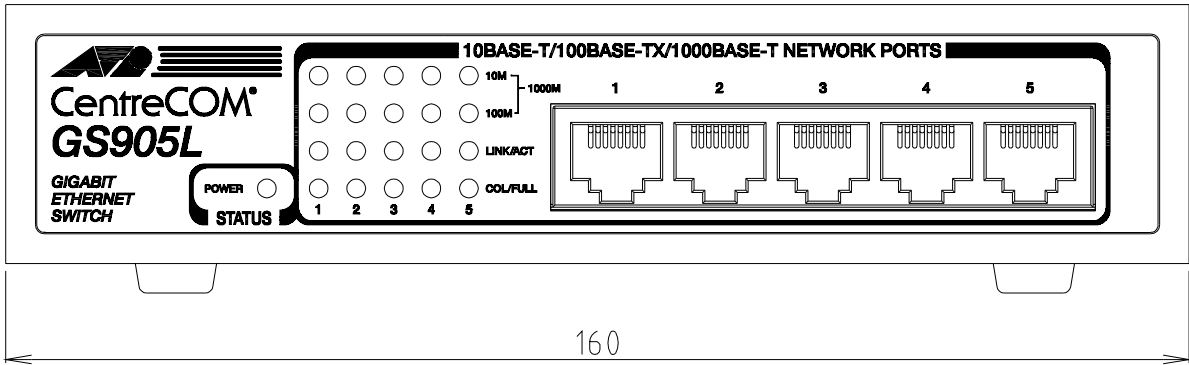 10BASE-T/100BASE-TX/1000BASE-T NETWORK PORTS
CentreCOM®
GS905L
GIGABIT
ETHERNET
SWITCH
POWER
STATUS
10M
1000M
100M
LINK/ACT
COL/FULL
1 2 3 4 5
1 2 3 4 5
160